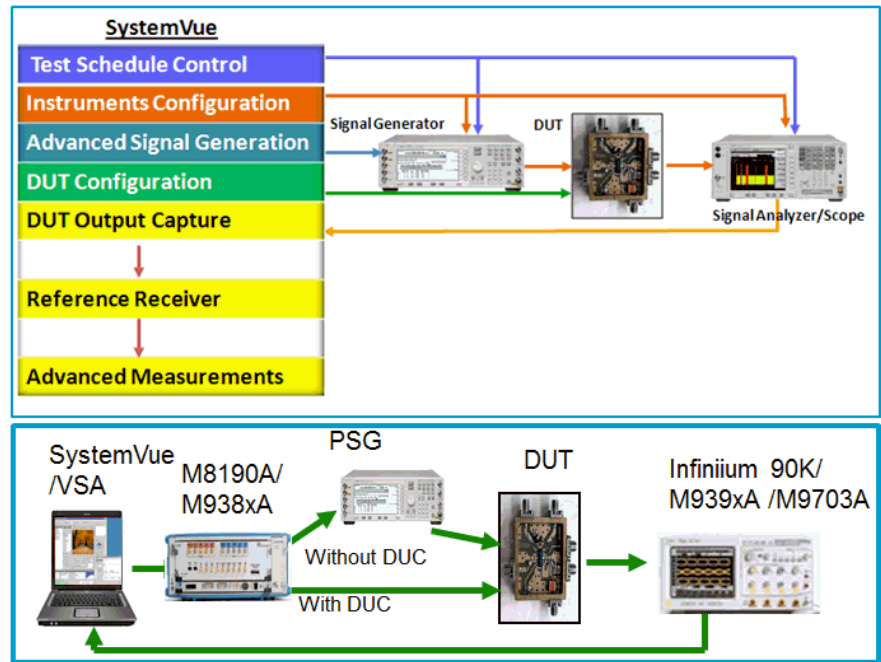 SystemVue
Test Schedule Control
Instruments Configuration
Advanced Signal Generation
DUT Configuration
DUT Output Capture
Reference Receiver
Advanced Measurements
Signal Generator
DUT
Signal Analyzer/Scope
SystemVue
/VSA
M8190A/
M938xA
PSG
DUT
Infiniium 90K/
M939xA /M9703A
Without DUC
With DUC